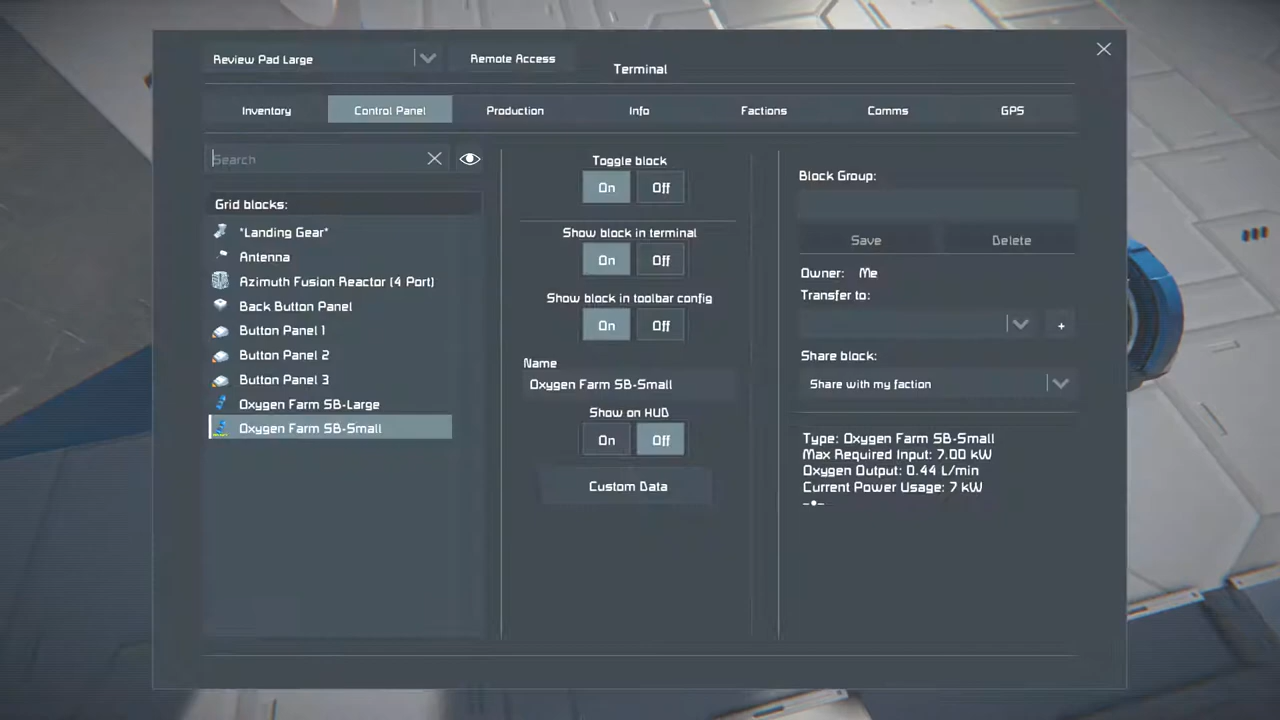 Review Pad Large
Remote Access
Terminal
Inventory
Control Panel
Production
Info
Factions
Comms
GPS
Search
Grid blocks:
*Landing Gear*
Antenna
Azimuth Fusion Reactor (4 Port)
Back Button Panel
Button Panel 1
Button Panel 2
Button Panel 3
Oxygen Farm SB-Large
Oxygen Farm SB-Small
Toggle block
On Off
Show block in terminal
On Off
Show block in toolbar config
On Off
Name
Oxygen Farm SB-Small
Show on HUD
On Off
Custom Data
Block Group:
Save Delete
Owner: Me
Transfer to:
+
Share block:
Share with my faction
Type: Oxygen Farm SB-Small
Max Required Input: 7.00 kW
Oxygen Output: 0.44 L/min
Current Power Usage: 7 kW
-•-